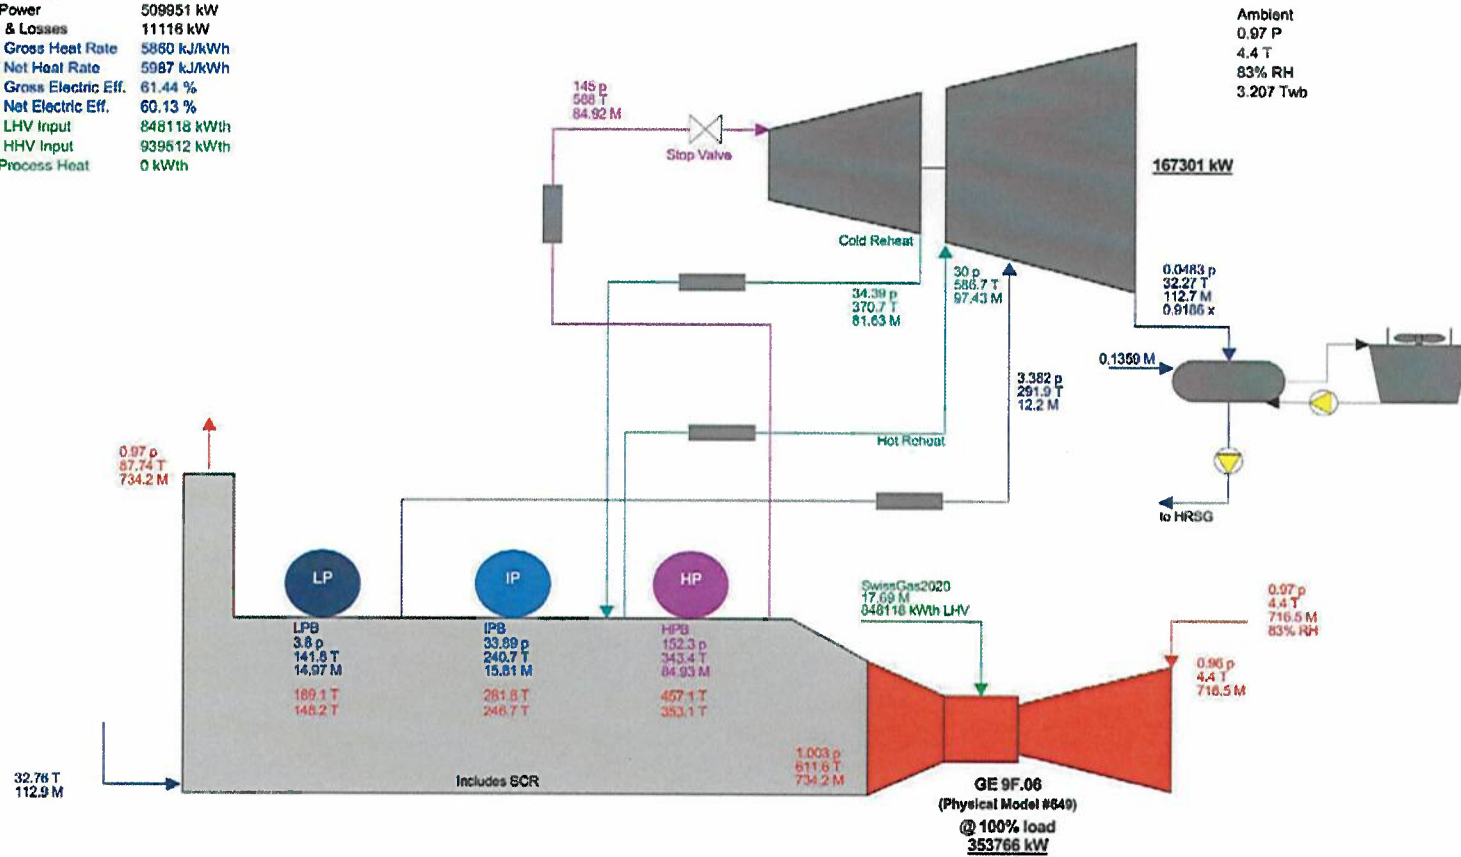 Power 509951 kW
& Losses 11116 kW
Gross Heat Rate 5860 kJ/kWh
Net Heat Rate 5987 kJ/kWh
Gross Electric Eff. 61.44 %
Net Electric Eff. 60.13 %
LHV Input 848118 kWth
HHV Input 939512 kWth
Process Heat 0 kWth
Ambient
0.97 P
4.4 T
83% RH
3.207 Twb
145 p
568 T
84.92 M
Stop Valve
167301 kW
Cold Reheat
34.39 p
370.7 T
81.63 M
30 p
586.7 T
97.43 M
0.0483 p
32.27 T
112.7 M
0.9186 x
0.1359 M
3.382 p
291.9 T
12.2 M
Hot Reheat
to HRSG
0.97 p
87.74 T
734.2 M
LP
IP
HP
LPB
3.8 p
141.8 T
14.97 M
189.1 T
148.2 T
IPB
33.89 p
240.7 T
15.81 M
281.8 T
246.7 T
HPB
152.3 p
343.4 T
84.93 M
457.1 T
353.1 T
SwissGas2020
17.69 M
848118 kWth LHV
0.97 p
4.4 T
716.5 M
83% RH
0.96 p
4.4 T
716.5 M
1.003 p
611.6 T
734.2 M
32.76 T
112.9 M
Includes SCR
GE 9F.06
(Physical Model #649)
@ 100% load
353766 kW